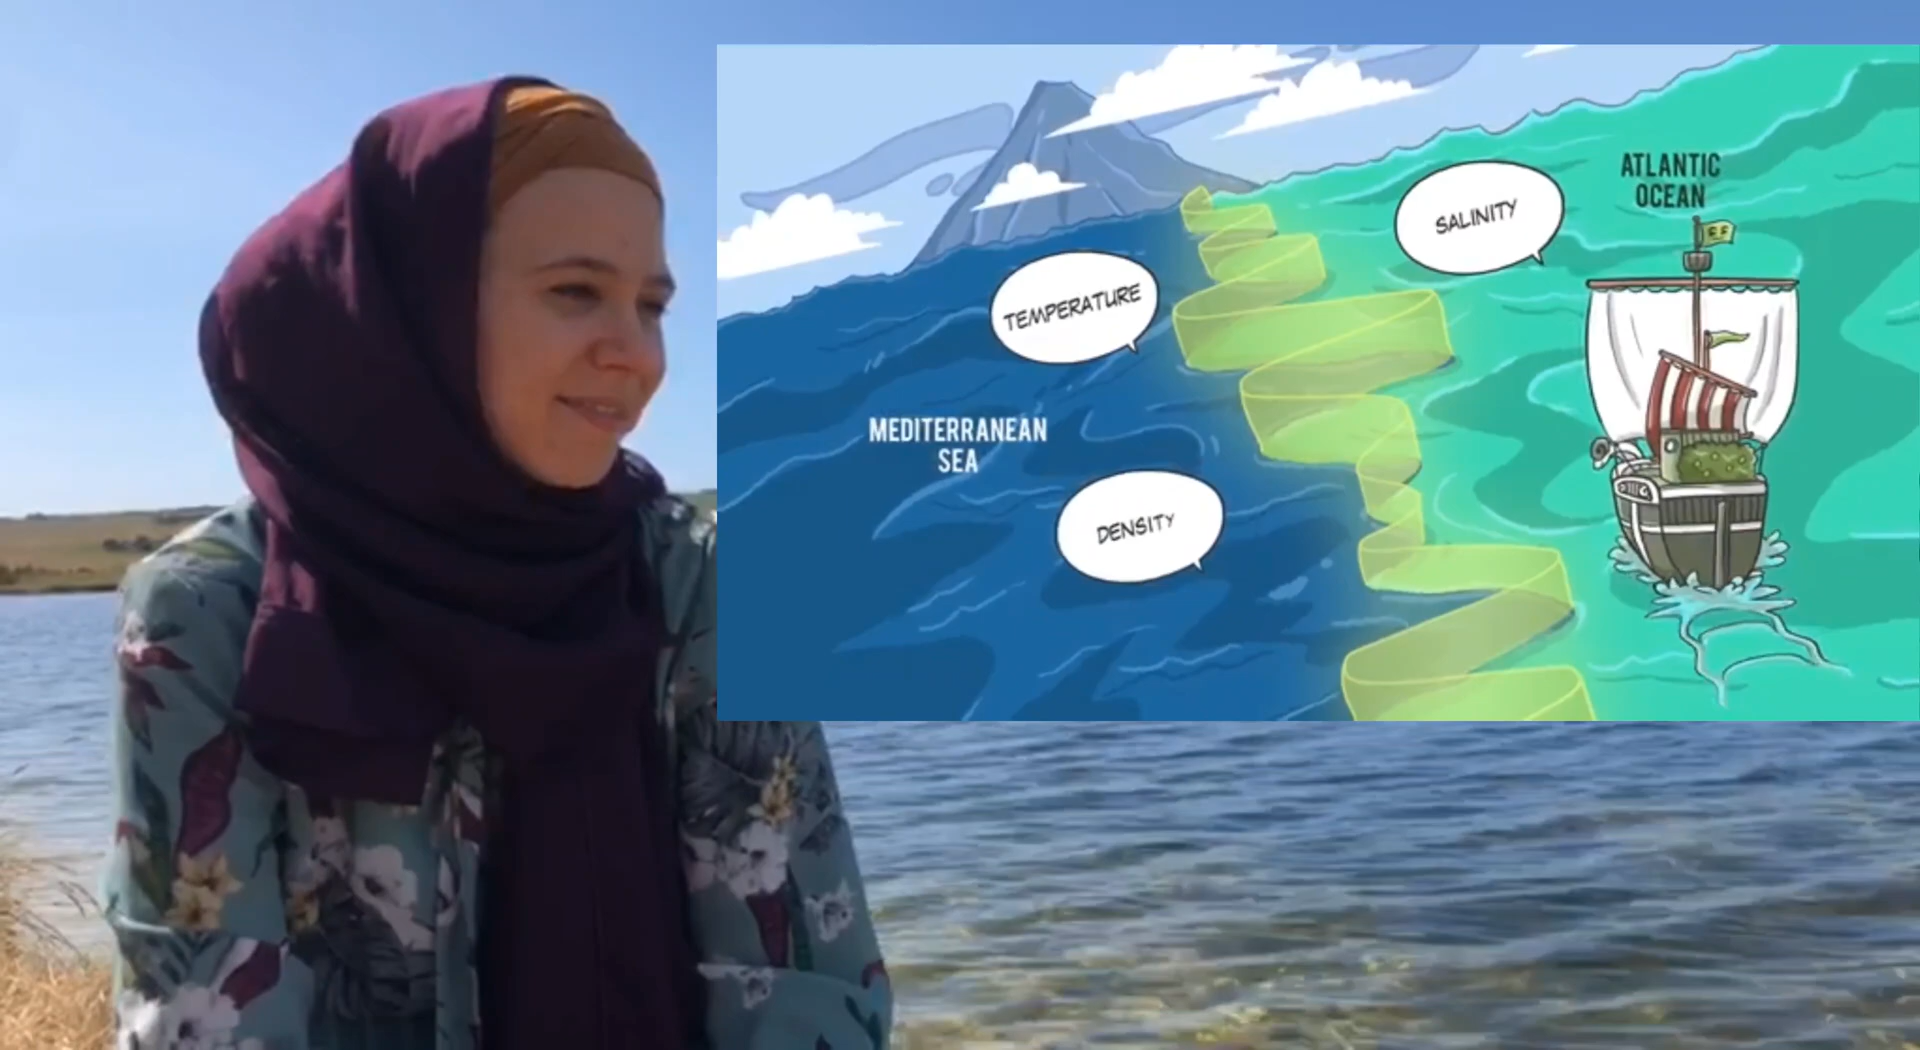 ATLANTIC
OCEAN
SALINITY
TEMPERATURE
MEDITERRANEAN
SEA
DENSITY